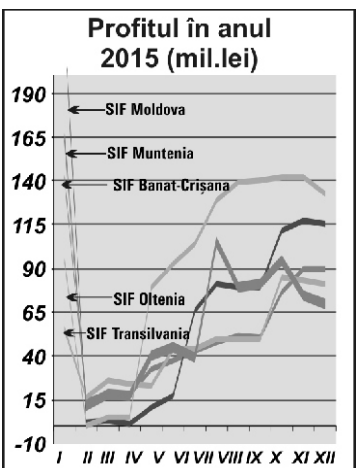 Profitul în anul
2015 (mil.lei)
190
SIF Moldova
165
SIF Muntenia
140
SIF Banat-Crişana
115
90
SIF Oltenia
65
SIF Transilvania
40
15
-10
I II III IV V VI VII VIII IX X XI XII